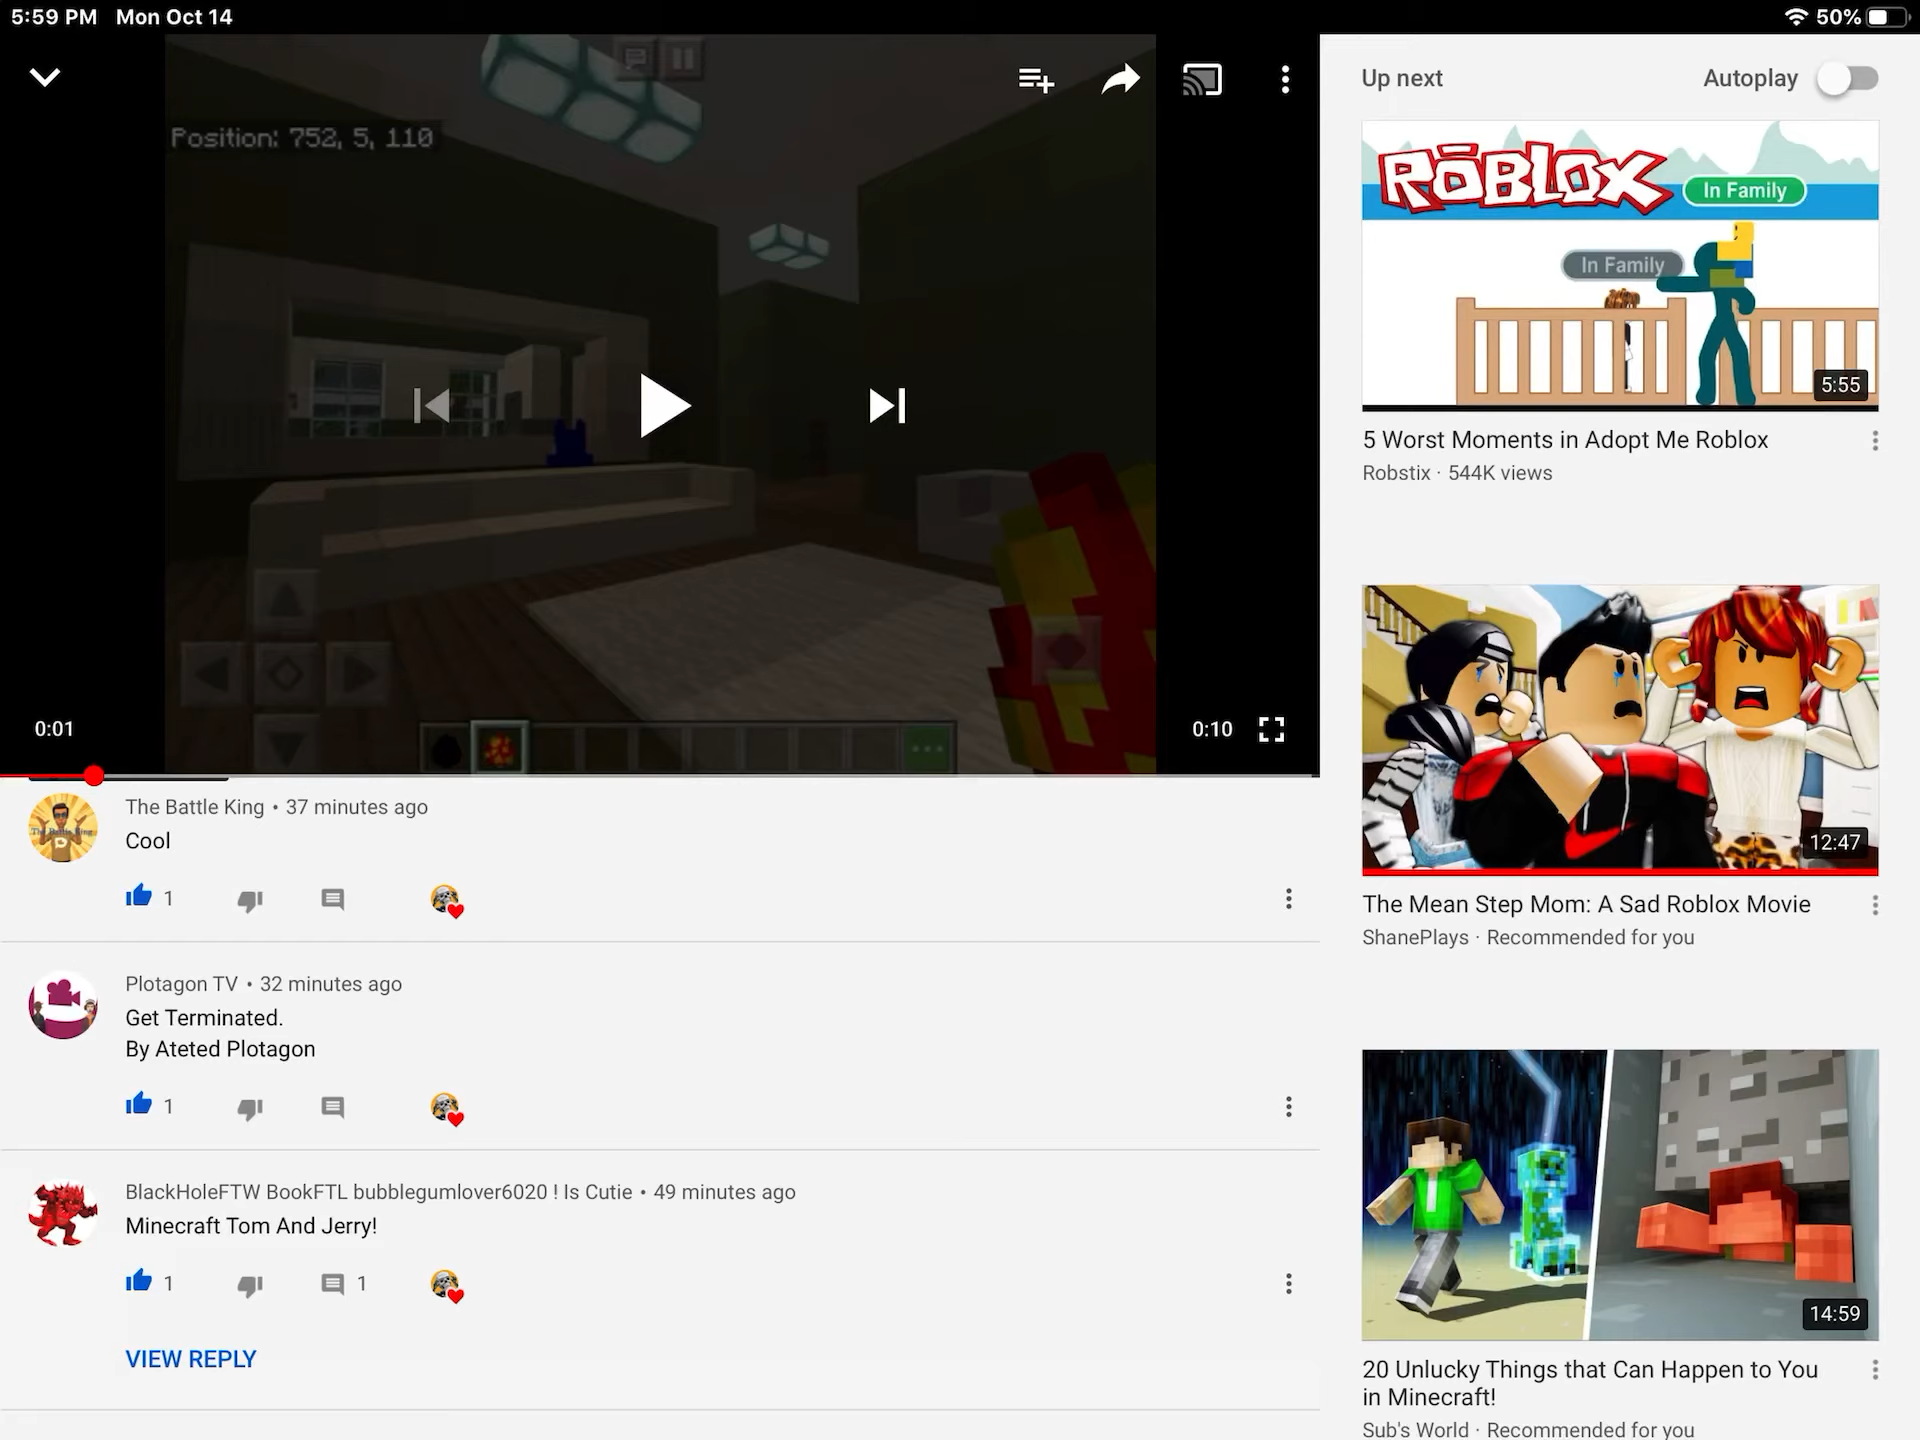 5:59 PM Mon Oct 14
50%
Position: 752, 5, 110
0:01
0:10
The Battle King • 37 minutes ago
Cool
1
Plotagon TV • 32 minutes ago
Get Terminated.
By Ateted Plotagon
1
BlackHoleFTW BookFTL bubblegumlover6020 ! Is Cutie • 49 minutes ago
Minecraft Tom And Jerry!
1
1
VIEW REPLY
Up next
Autoplay
ROBLOX
In Family
In Family
5:55
5 Worst Moments in Adopt Me Roblox
Robstix · 544K views
12:47
The Mean Step Mom: A Sad Roblox Movie
ShanePlays · Recommended for you
14:59
20 Unlucky Things that Can Happen to You
in Minecraft!
Sub's World · Recommended for you